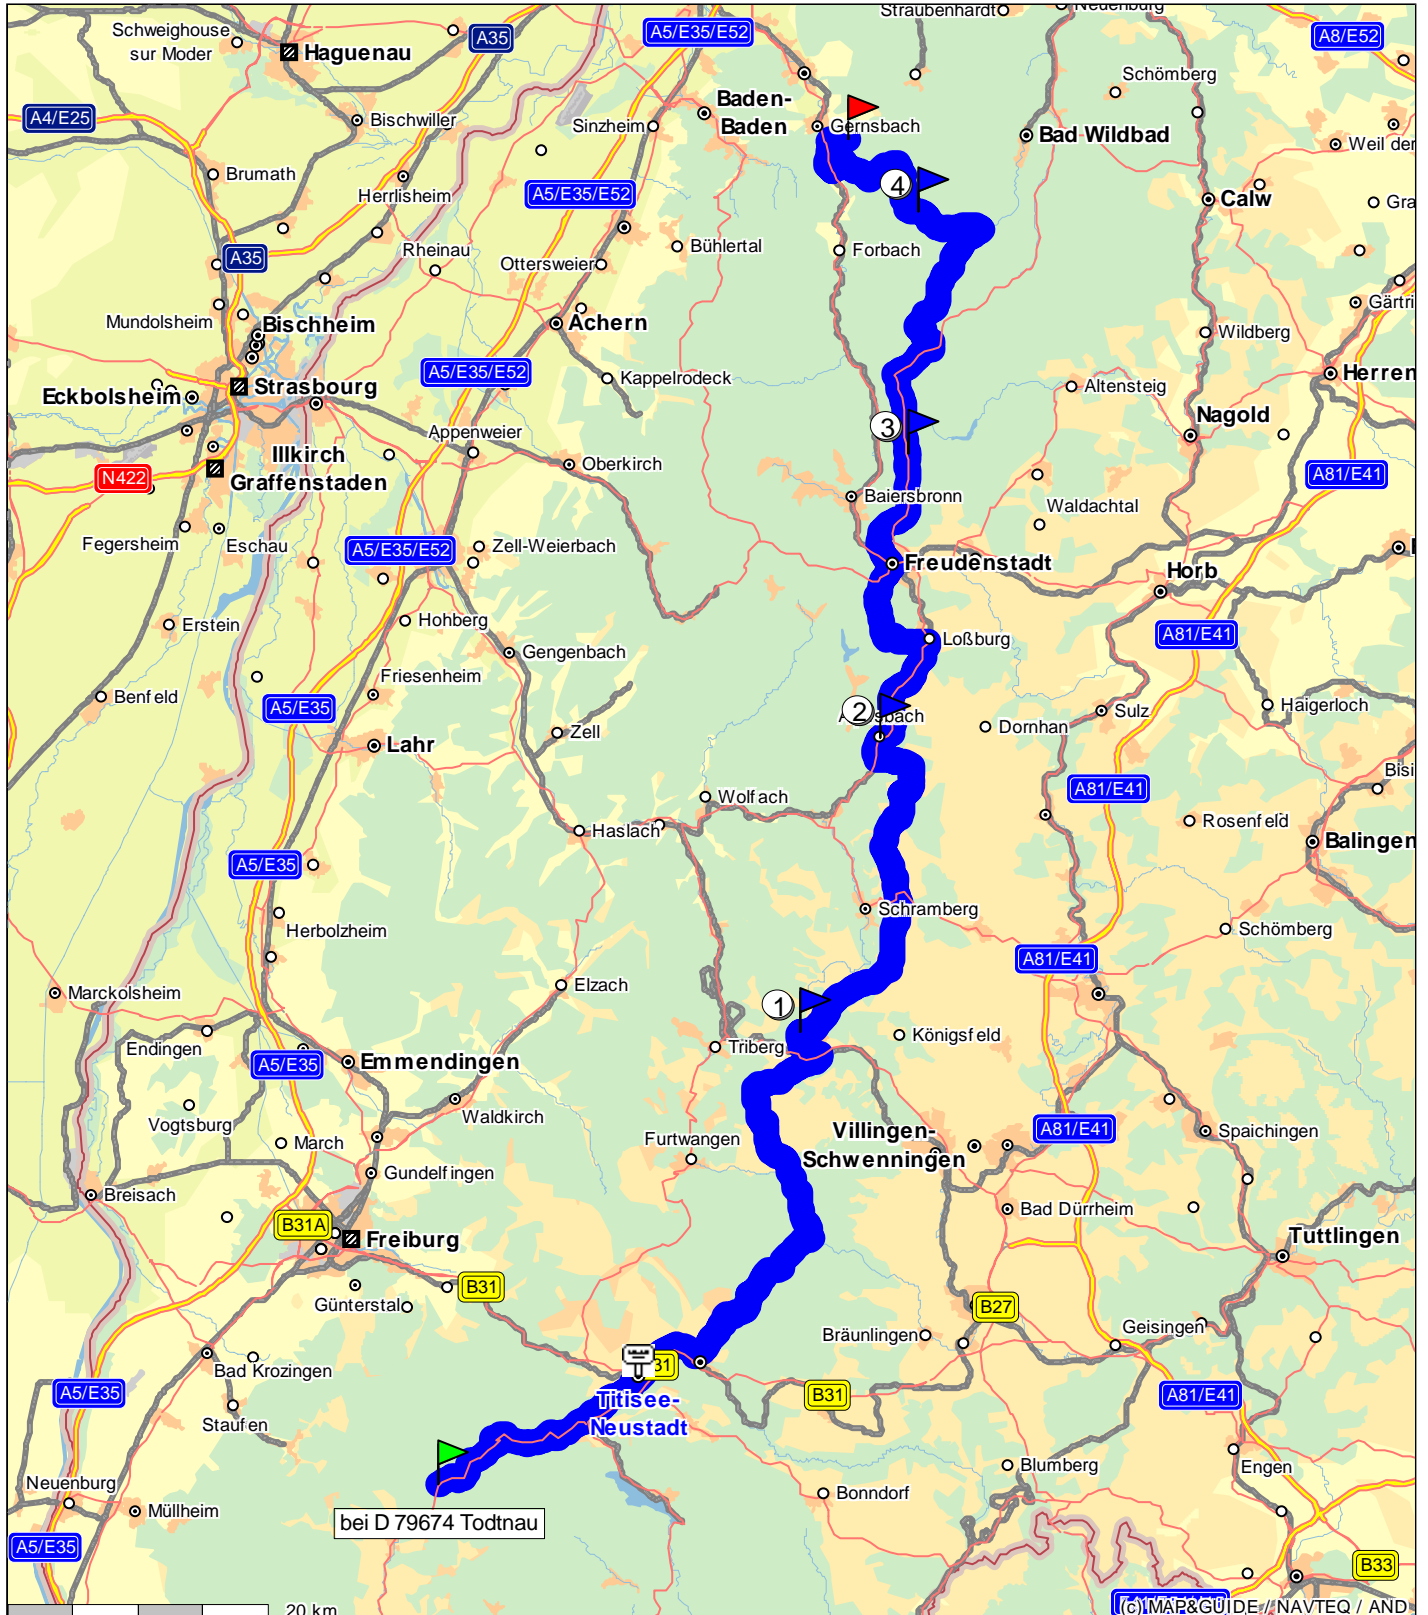 Straubenhardt
Neuenburg
Schweighouse
sur Moder
Haguenau
A35
A5/E35/E52
A8/E52
Schömberg
A4/E25
Bischwiller
Sinzheim
Baden-
Baden
Gernsbach
Bad Wildbad
Weil der
Brumath
Herrlisheim
A5/E35/E52
4
Calw
Gra
A35
Rheinau
Ottersweier
Bühlertal
Forbach
Mundolsheim
Bischheim
Achern
Gärtri
Wildberg
A5/E35/E52
Kappelrodeck
Eckbolsheim
Strasbourg
Altensteig
Herren
Nagold
3
Appenweier
Illkirch
Graffenstaden
Oberkirch
N422
A81/E41
Baiersbronn
Waldachtal
Fegersheim
Eschau
A5/E35/E52
Zell-Weierbach
Freudenstadt
Horb
Erstein
Hohberg
A81/E41
Loßburg
Gengenbach
Benfeld
Friesenheim
A5/E35
2
Haigerloch
Sulz
Dornhan
Zell
Lahr
Bisi
A81/E41
Wolfach
Rosenfeld
Haslach
Balingen
A5/E35
Schramberg
Herbolzheim
Schömberg
A81/E41
Marckolsheim
Elzach
1
Königsfeld
Endingen
A5/E35
Emmendingen
Triberg
Vogtsburg
March
Waldkirch
Furtwangen
Villingen-
Schwenningen
A81/E41
Spaichingen
Gundelfingen
Breisach
B31A
Freiburg
Bad Dürrheim
Tuttlingen
B31
Günterstal
B27
Bräunlingen
Geisingen
Bad Krozingen
31
Titisee-
Neustadt
B31
A5/E35
A81/E41
Staufen
Blumberg
Engen
Neuenburg
Müllheim
Bonndorf
bei D 79674 Todtnau
A5/E35
B33
20 km
(c) MAP&GUIDE / NAVTEQ / AND